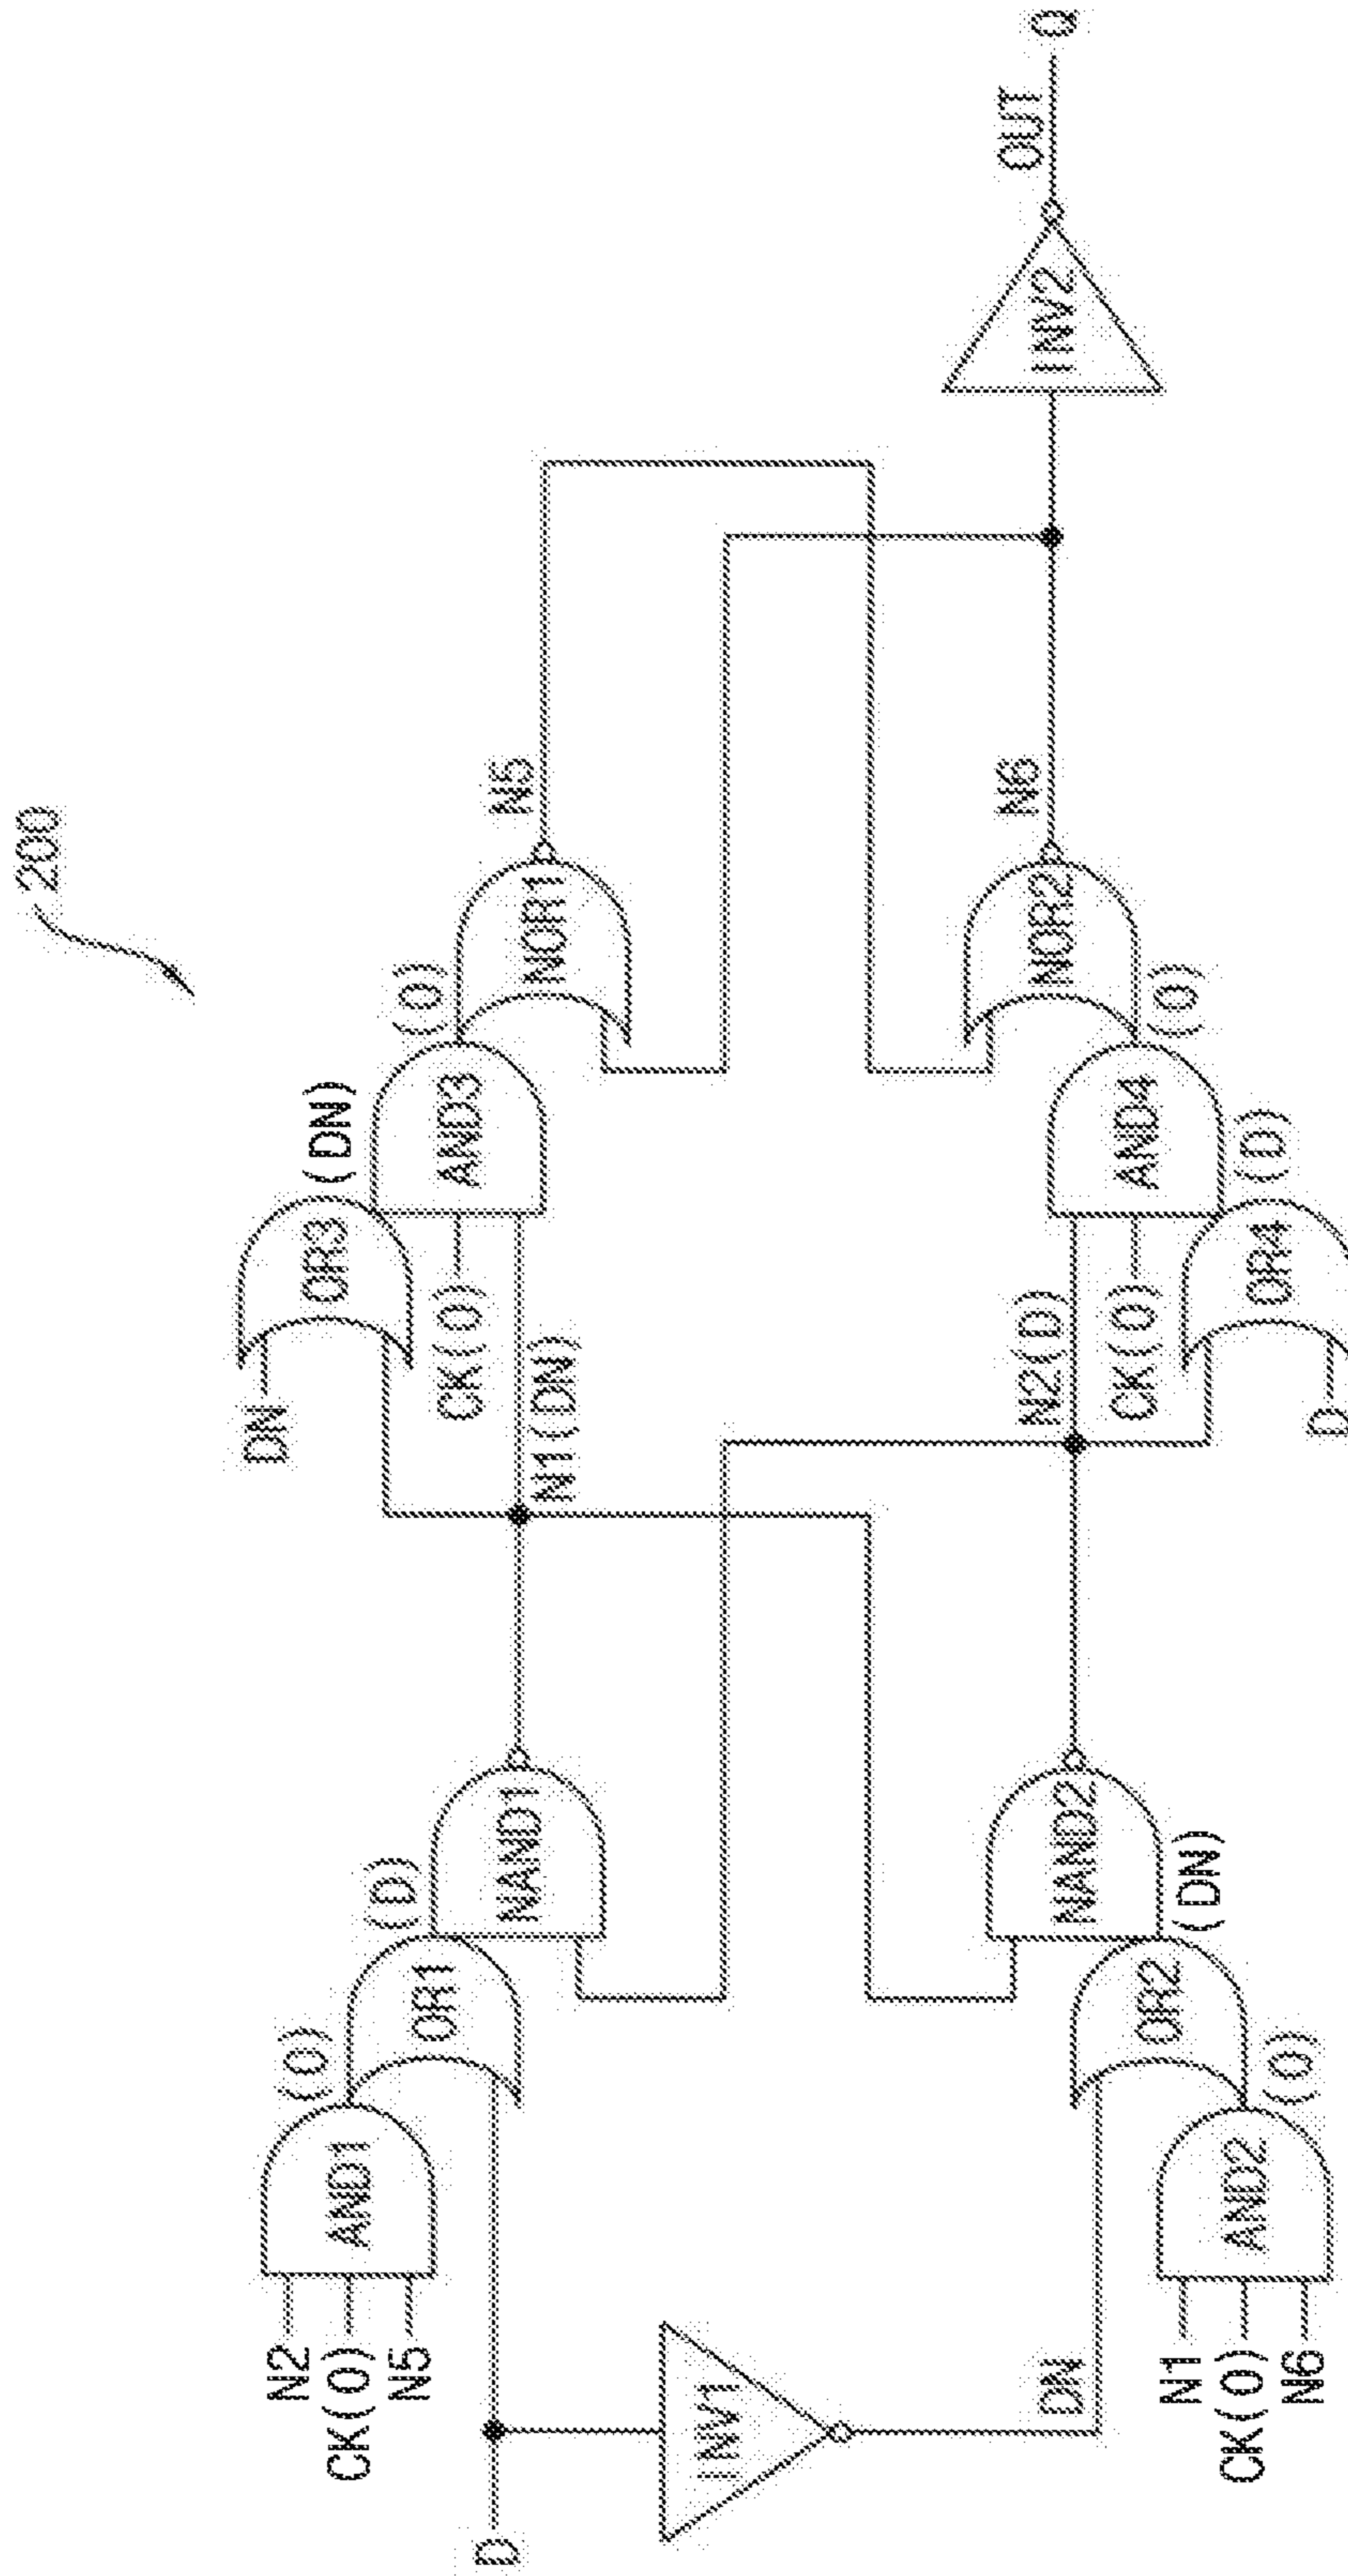 200
N2
CK(0)
N5
AND1
(0)
OR1
(D)
NAND1
D
INV1
DN
N1
CK(0)
N6
AND2
(0)
OR2
(DN)
NAND2
DN
OR3
(DN)
CK(0)
N1(DN)
AND3
(0)
NOR1
N5
N2(D)
CK(0)
D
OR4
(D)
AND4
(0)
NOR2
N6
INV2
OUT
Q